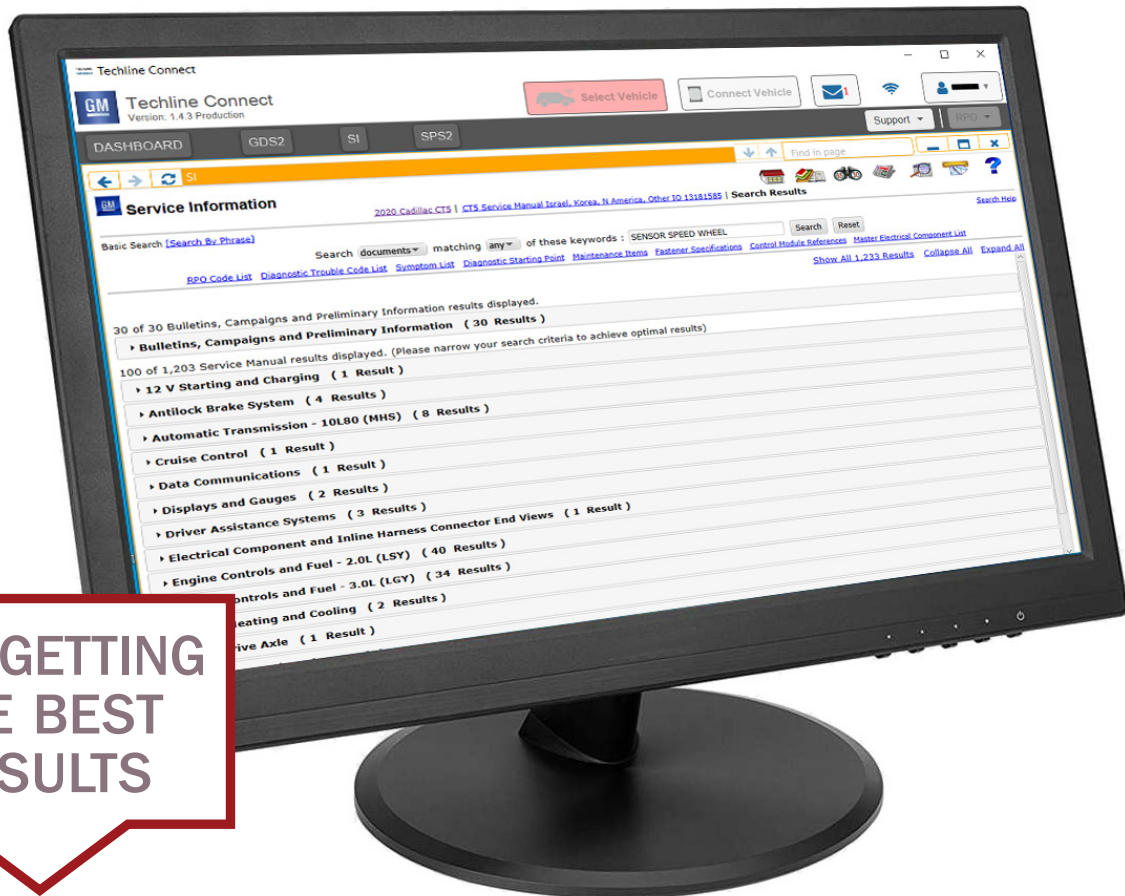 Techline Connect
GM
Techline Connect
Version: 1.4.3 Production
Select Vehicle
Connect Vehicle
1
DASHBOARD GDS2 SI SPS2
Support
RPO
SI
Find in page
GM Service Information
2020 Cadillac CT5 | CT5 Service Manual Israel, Korea, N America, Other ID 13181585 | Search Results
Search Help
Basic Search [Search By Phrase]
Search documents matching any of these keywords : SENSOR SPEED WHEEL Search Reset
RPO Code List Diagnostic Trouble Code List Symptom List Diagnostic Starting Point Maintenance Items Fastener Specifications Control Module References Master Electrical Component List
Show All 1,233 Results Collapse All Expand All
30 of 30 Bulletins, Campaigns and Preliminary Information results displayed.
Bulletins, Campaigns and Preliminary Information ( 30 Results )
100 of 1,203 Service Manual results displayed. (Please narrow your search criteria to achieve optimal results)
12 V Starting and Charging ( 1 Result )
Antilock Brake System ( 4 Results )
Automatic Transmission - 10L80 (MHS) ( 8 Results )
Cruise Control ( 1 Result )
Data Communications ( 1 Result )
Displays and Gauges ( 2 Results )
Driver Assistance Systems ( 3 Results )
Electrical Component and Inline Harness Connector End Views ( 1 Result )
Engine Controls and Fuel - 2.0L (LSY) ( 40 Results )
ontrols and Fuel - 3.0L (LGY) ( 34 Results )
eating and Cooling ( 2 Results )
rive Axle ( 1 Result )
GETTING
E BEST
SULTS